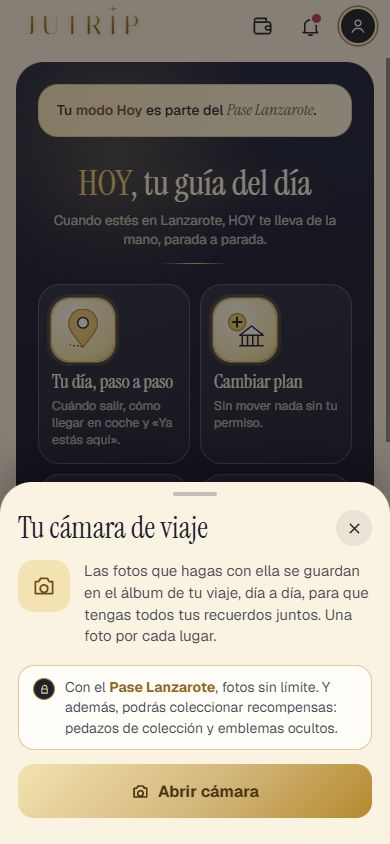 JUTRIP
Tu modo Hoy es parte del Pase Lanzarote.
HOY, tu guía del día
Cuando estés en Lanzarote, HOY te lleva de la
mano, parada a parada.
Tu día, paso a paso
Cuándo salir, cómo
llegar en coche y «Ya
estás aquí».
Cambiar plan
Sin mover nada sin tu
permiso.
Tu cámara de viaje
Las fotos que hagas con ella se guardan
en el álbum de tu viaje, día a día, para que
tengas todos tus recuerdos juntos. Una
foto por cada lugar.
Con el Pase Lanzarote, fotos sin límite. Y
además, podrás coleccionar recompensas:
pedazos de colección y emblemas ocultos.
Abrir cámara